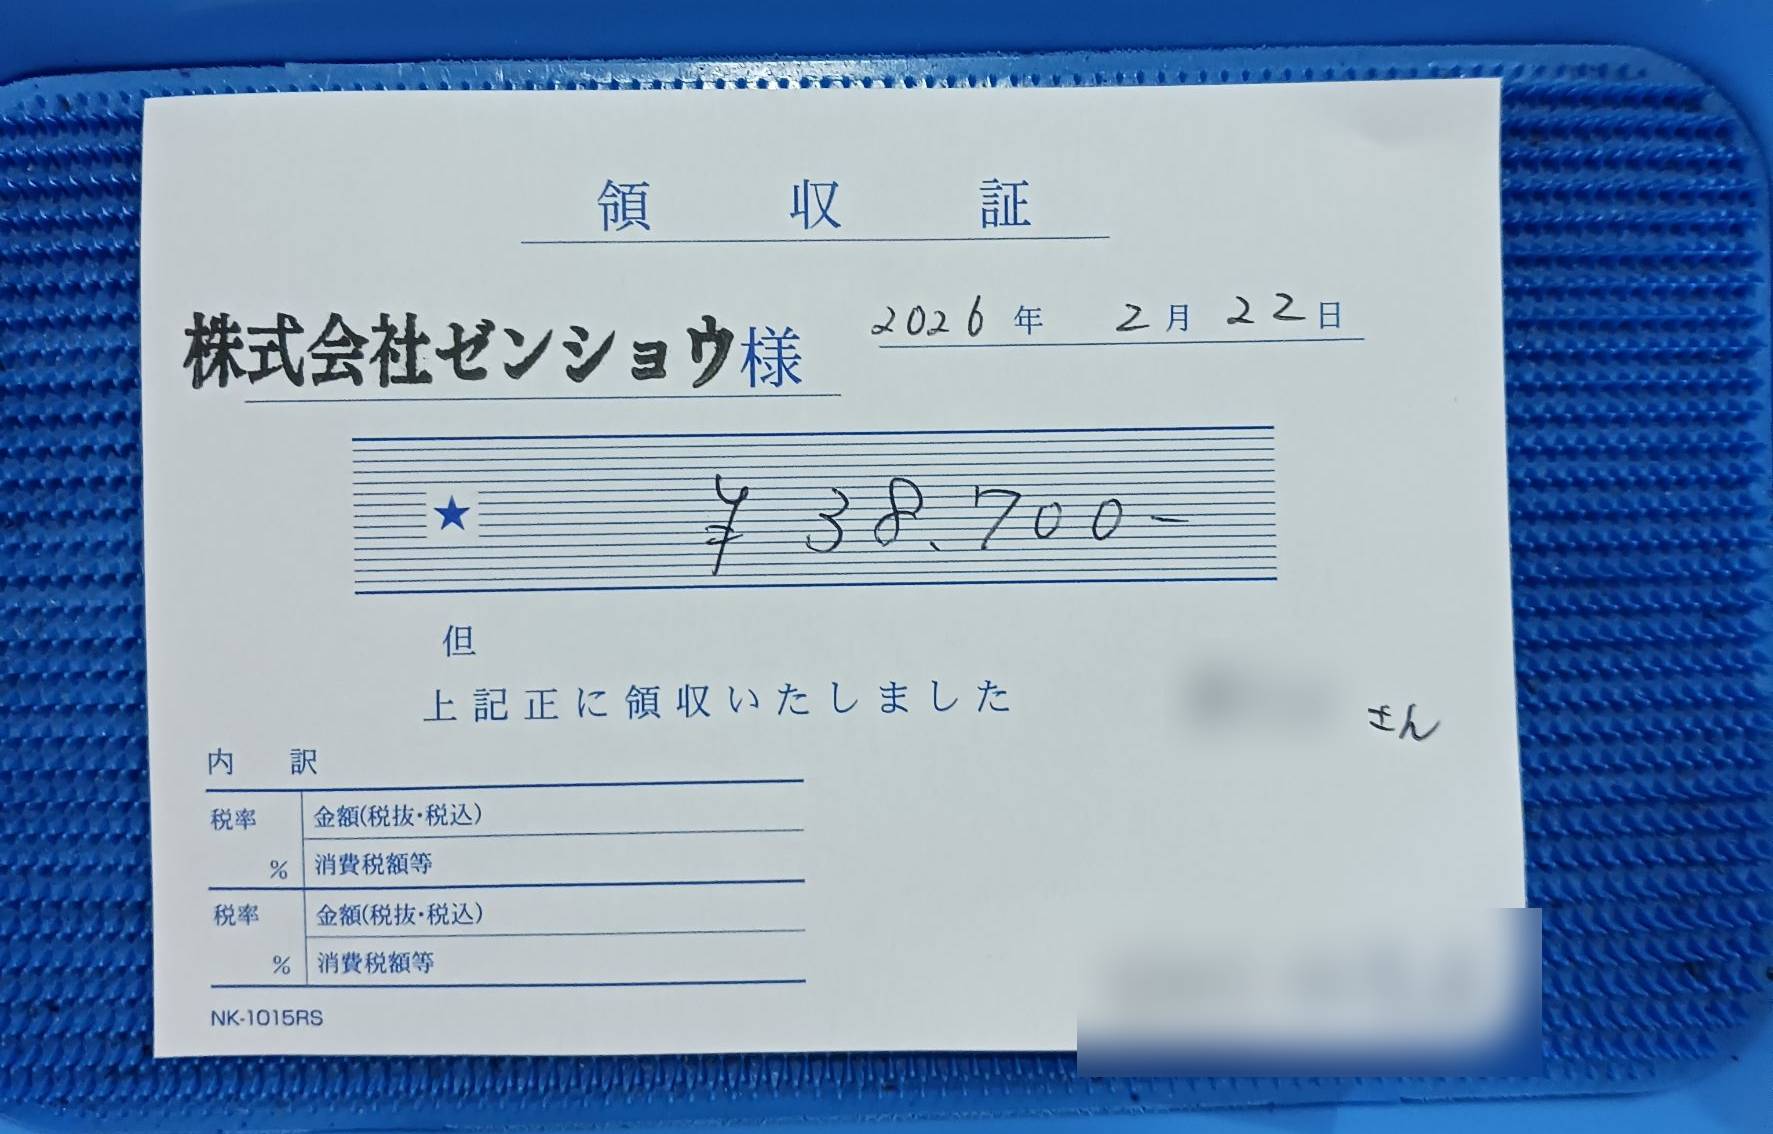 領収証
株式会社ゼンショウ様
2026年 2月 22日
★ ¥38,700-
但
上記正に領収いたしました
さん
内訳
税率 %
金額(税抜・税込)
消費税額等
税率 %
金額(税抜・税込)
消費税額等
NK-1015RS